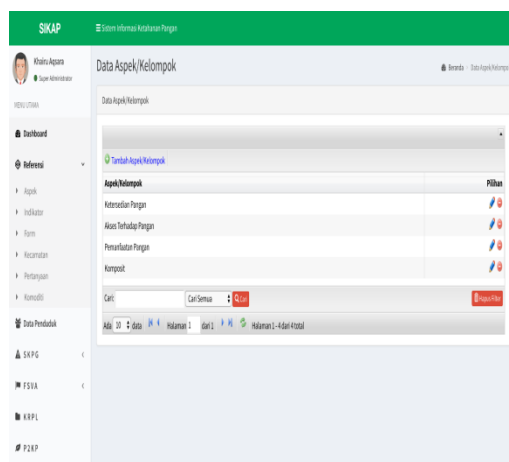 SIKAP
Sistem Informasi Ketahanan Pangan
Khairu Aqsara
Super Administrator
MENU UTAMA
Dashboard
Referensi
Aspek
Indikator
Form
Kecamatan
Pertanyaan
Komoditi
Data Penduduk
SKPG
FSVA
KRPL
P2KP
Data Aspek/Kelompok
Beranda - Data Aspek/Kelompo
Data Aspek/Kelompok
Tambah Aspek/Kelompok
Aspek/Kelompok Pilihan
Ketersedian Pangan
Akses Terhadap Pangan
Pemanfaatan Pangan
Komposit
Cari: Cari Semua Cari Hapus Filter
Ada 10 data Halaman 1 dari 1 Halaman 1 - 4 dari 4 total